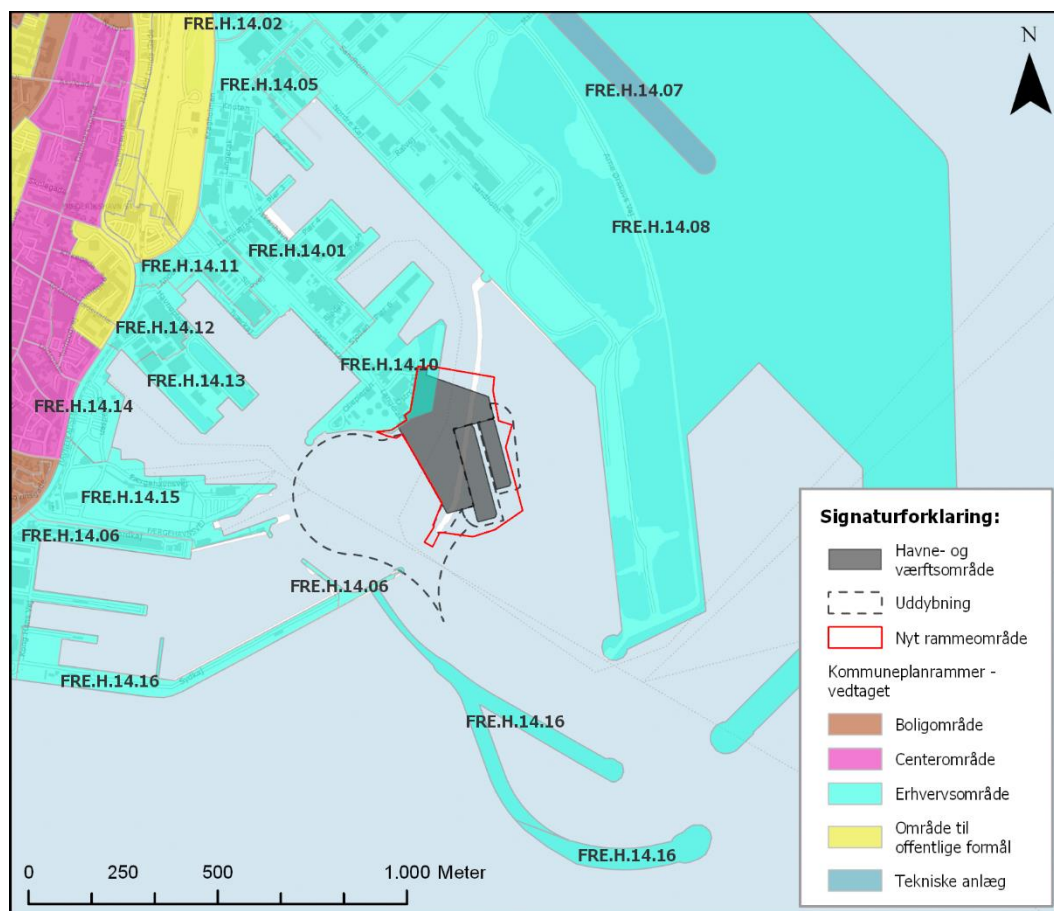 FRE.H.14.02
N
FRE.H.14.05
FRE.H.14.07
FRE.H.14.08
FRE.H.14.01
FRE.H.14.11
FRE.H.14.12
FRE.H.14.13
FRE.H.14.10
FRE.H.14.14
FRE.H.14.15
FRE.H.14.06
FRE.H.14.06
FRE.H.14.16
FRE.H.14.16
FRE.H.14.16
Sydkaj
0 250 500 1.000 Meter
Signaturforklaring:
Havne- og
værftsområde
Uddybning
Nyt rammeområde
Kommuneplanrammer -
vedtaget
Boligområde
Centerområde
Erhvervsområde
Område til
offentlige formål
Tekniske anlæg